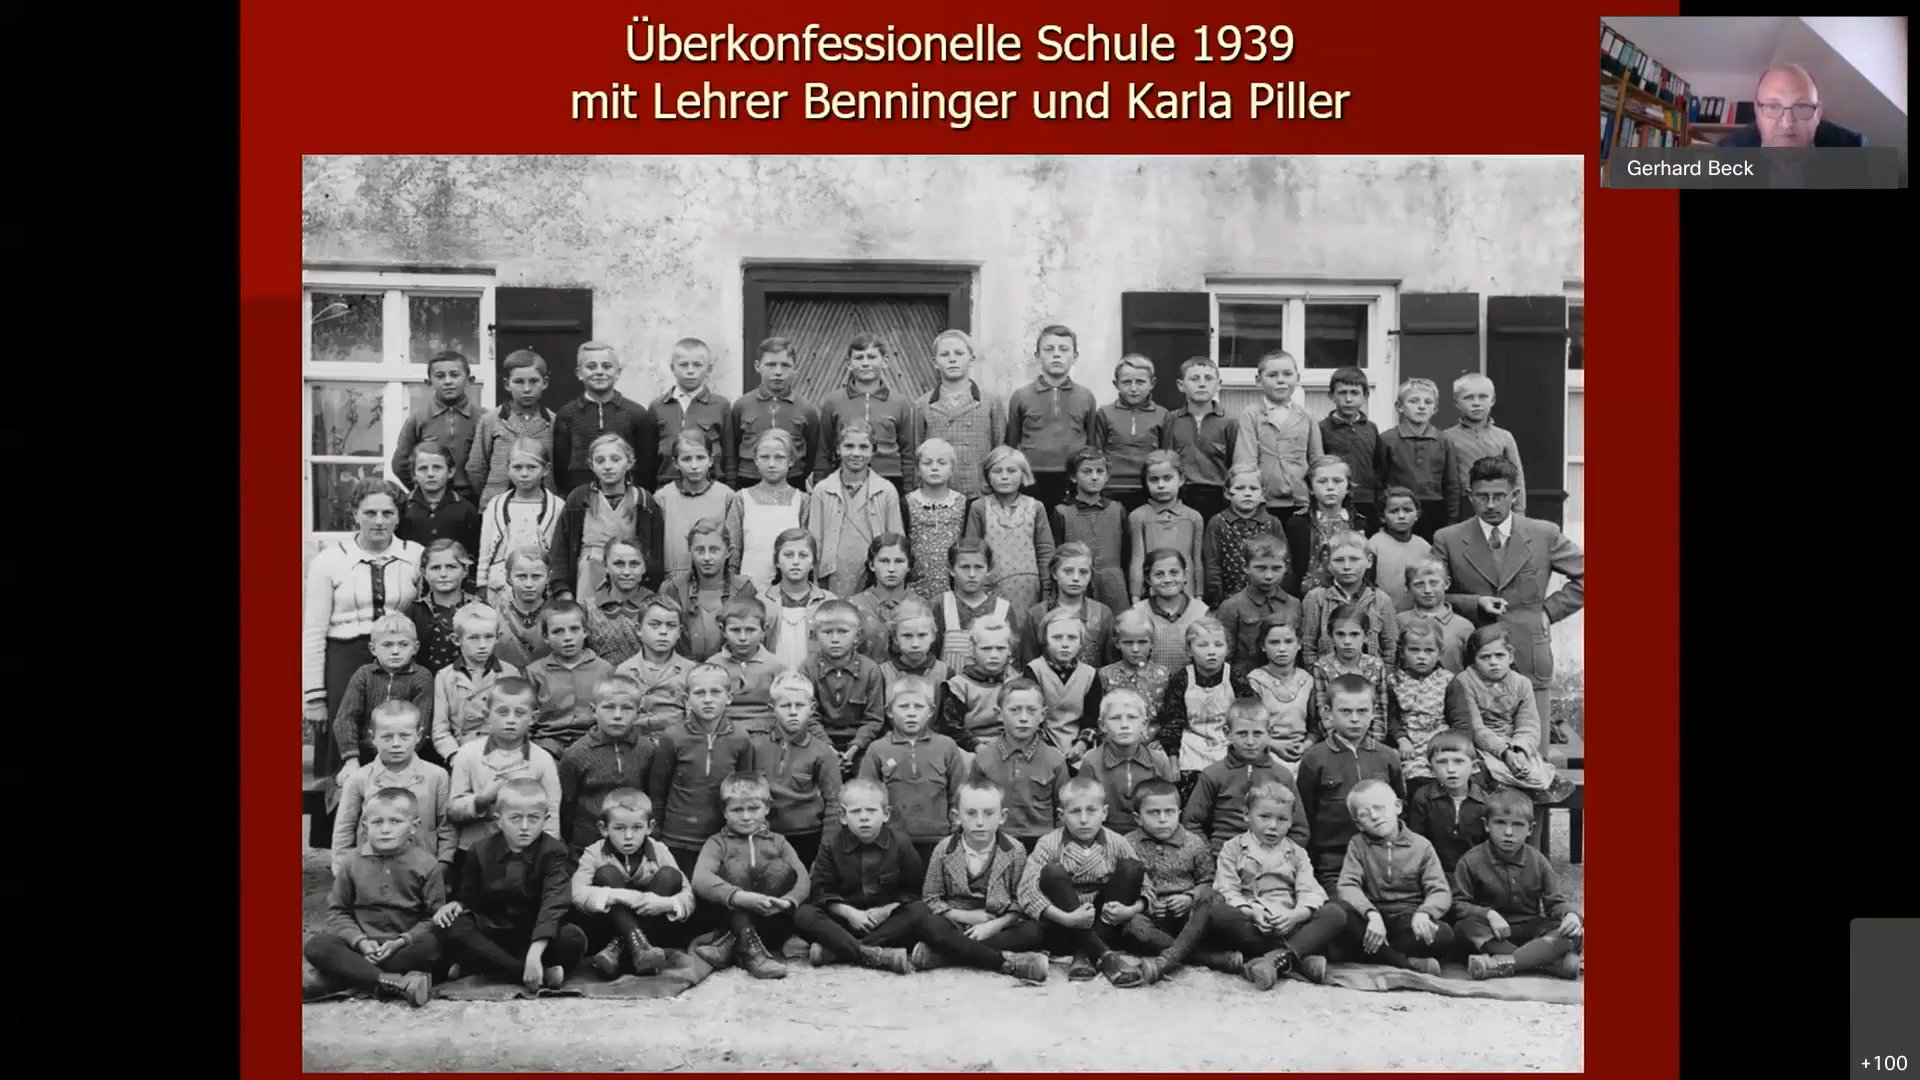 Überkonfessionelle Schule 1939
mit Lehrer Benninger und Karla Piller
Gerhard Beck
+100